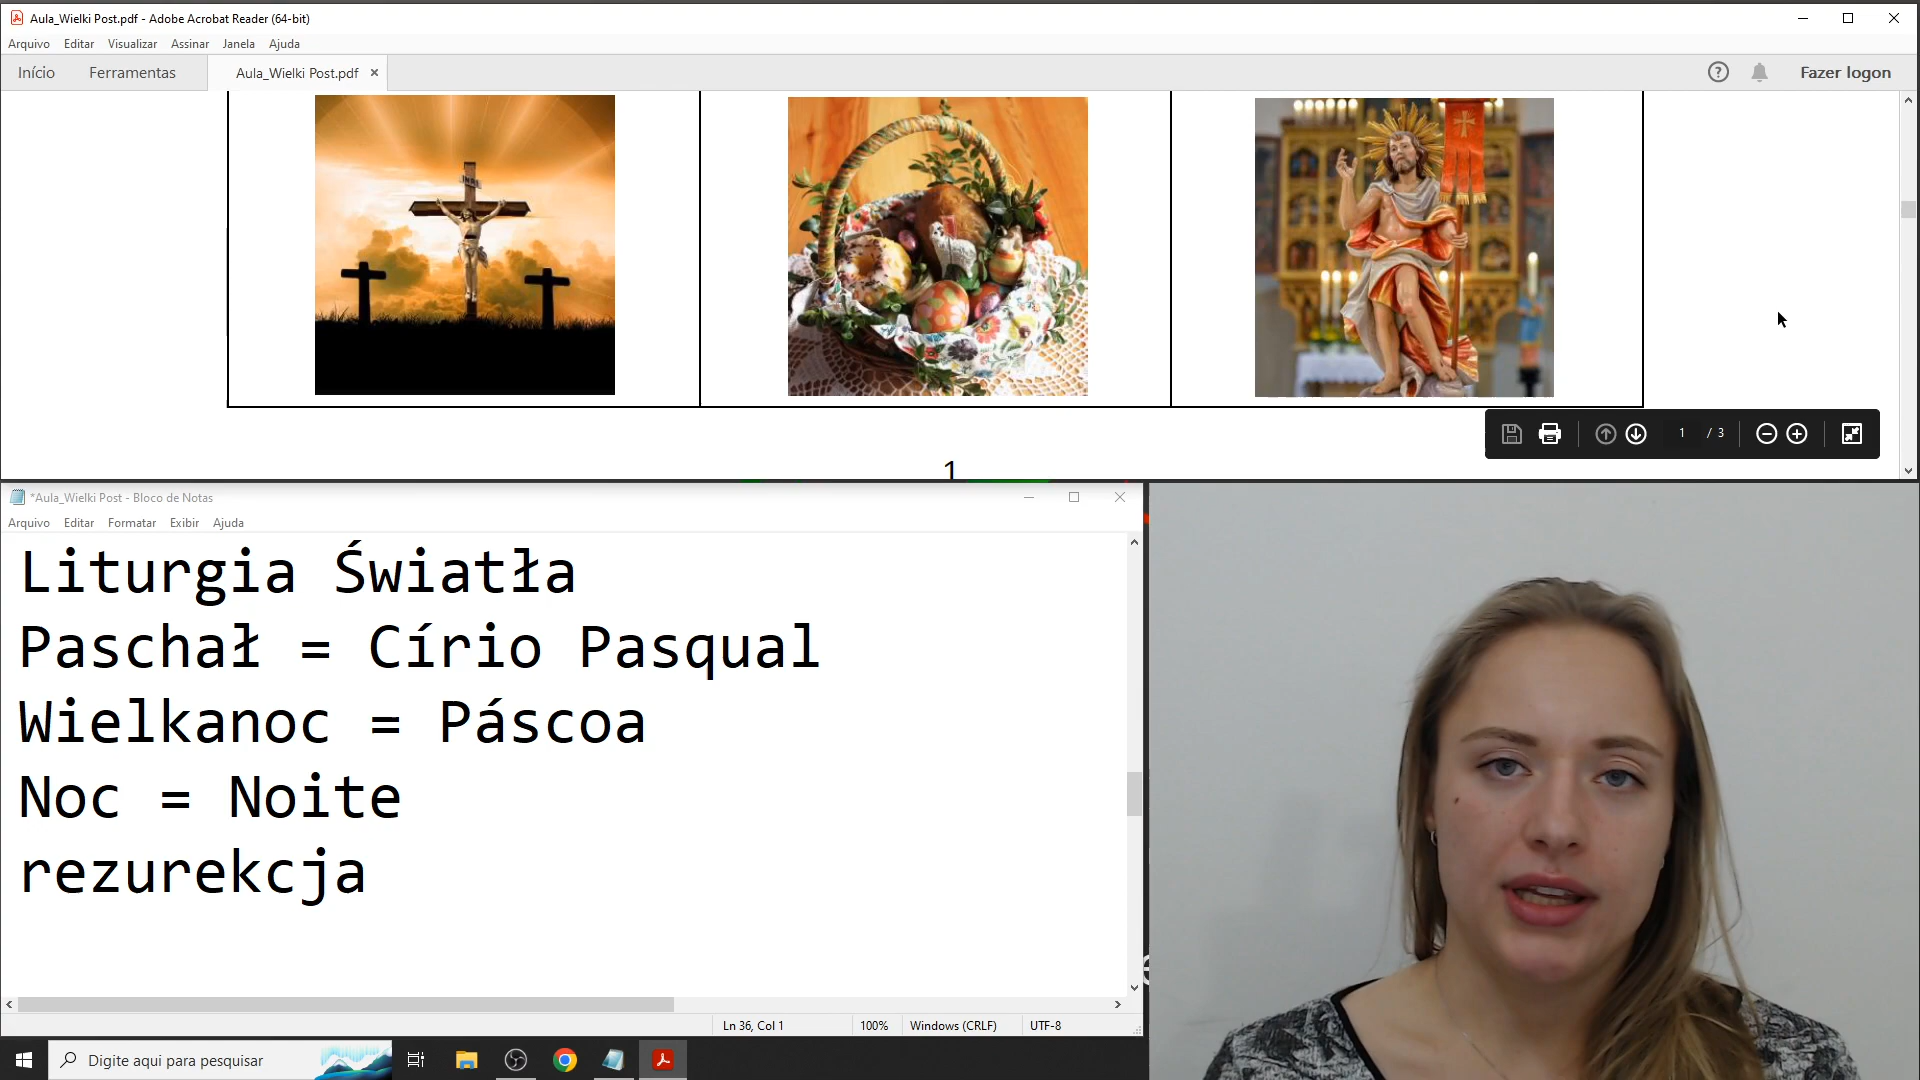 Aula_Wielki Post.pdf - Adobe Acrobat Reader (64-bit)
Arquivo Editar Visualizar Assinar Janela Ajuda
Início Ferramentas Aula_Wielki Post.pdf Fazer logon
INRI
1 / 3
1
*Aula_Wielki Post - Bloco de Notas
Arquivo Editar Formatar Exibir Ajuda
Liturgia Światła
Paschał = Círio Pasqual
Wielkanoc = Páscoa
Noc = Noite
rezurekcja
Ln 36, Col 1 100% Windows (CRLF) UTF-8
Digite aqui para pesquisar